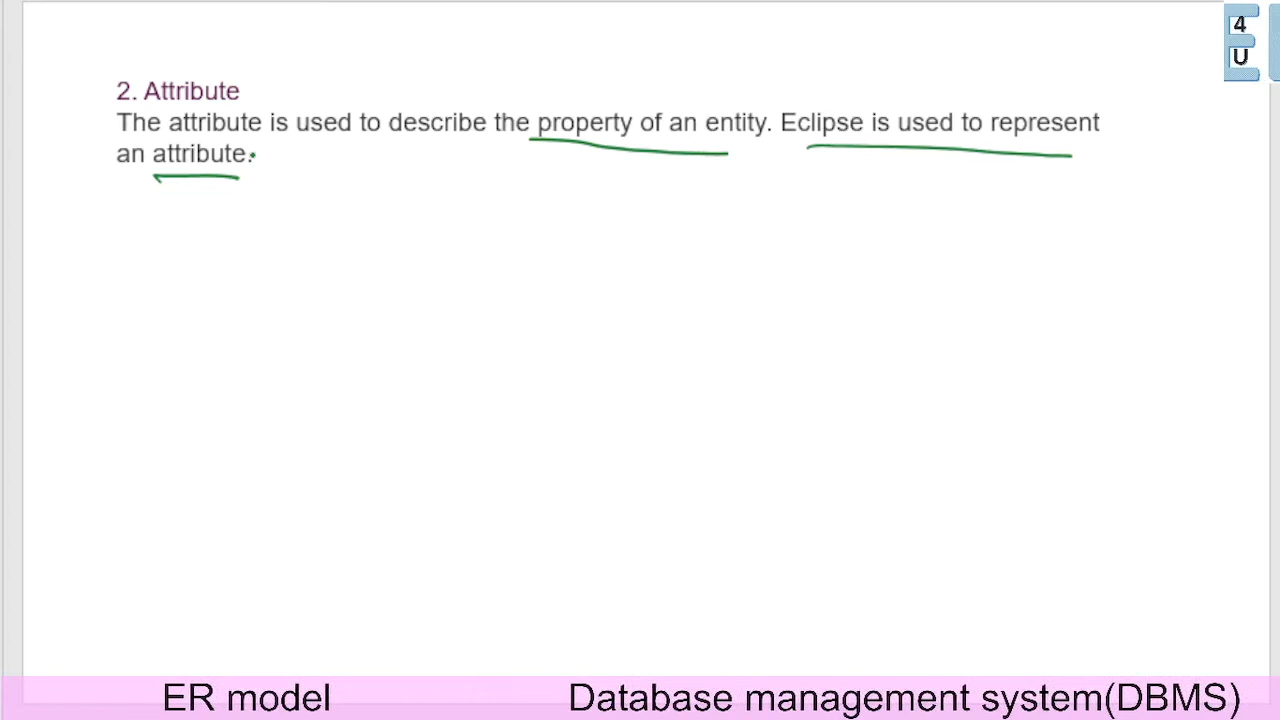 4
U
2. Attribute
The attribute is used to describe the property of an entity. Eclipse is used to represent
an attribute.
ER model
Database management system(DBMS)